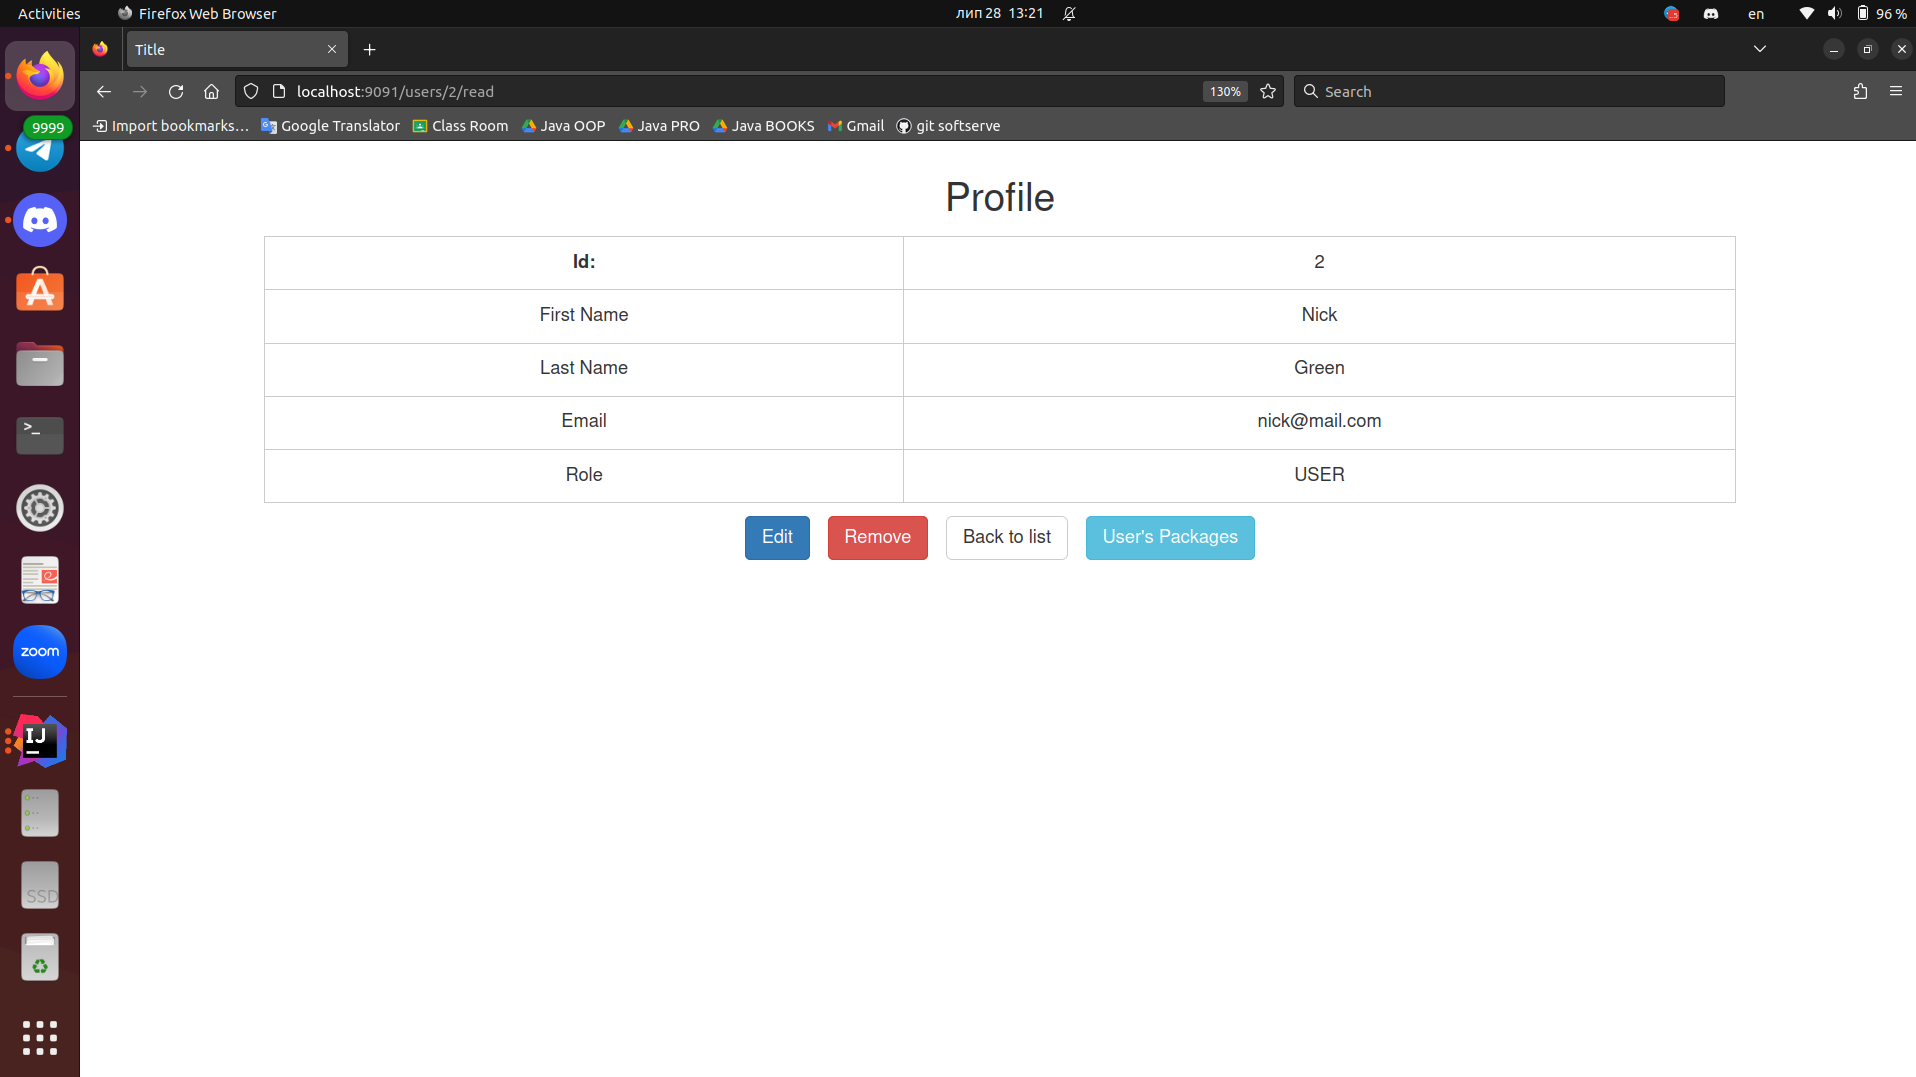 Activities Firefox Web Browser лип 28 13:21 en 96 %
Title
localhost:9091/users/2/read 130% Search
9999
Import bookmarks... Google Translator Class Room Java OOP Java PRO Java BOOKS Gmail git softserve
Profile
Id: 2
First Name Nick
Last Name Green
Email nick@mail.com
Role USER
Edit Remove Back to list User's Packages
>_
zoom
IJ
SSD